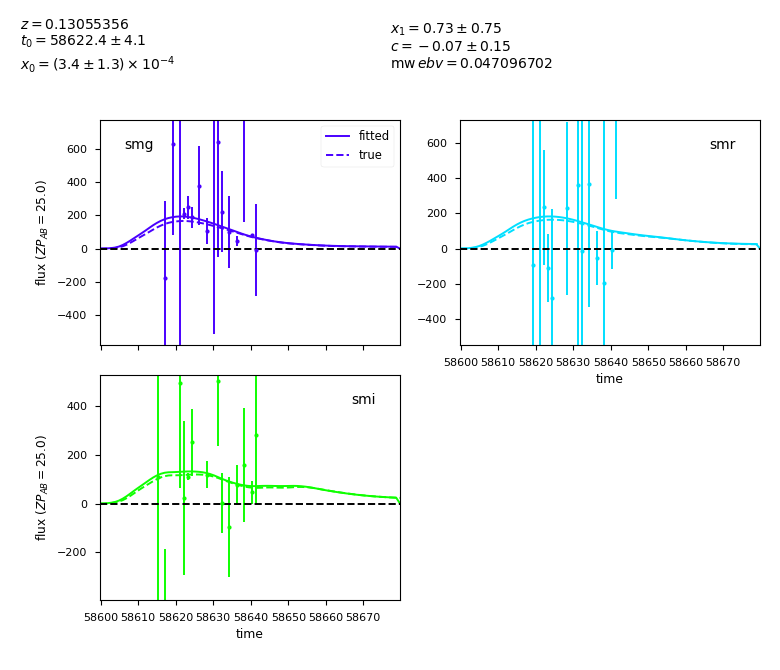 z = 0.13055356
t₀ = 58622.4 ± 4.1
x₀ = (3.4 ± 1.3) × 10⁻⁴
x₁ = 0.73 ± 0.75
c = −0.07 ± 0.15
mw ebv = 0.047096702
smg
fitted
true
600
400
200
0
−200
−400
flux (ZP_AB = 25.0)
smr
600
400
200
0
−200
−400
58600 58610 58620 58630 58640 58650 58660 58670
time
smi
400
200
0
−200
flux (ZP_AB = 25.0)
58600 58610 58620 58630 58640 58650 58660 58670
time